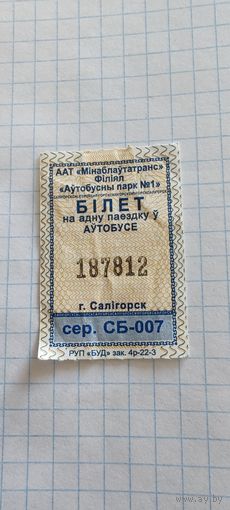 ААТ «Мінаблаўтатранс»
Філіял
«Аўтобусны парк №1»
БІЛЕТ
на адну паездку ў
АЎТОБУСЕ
187812
г. Салігорск
сер. СБ-007
РУП «БУД» зак. 4р-22-3
ay.by